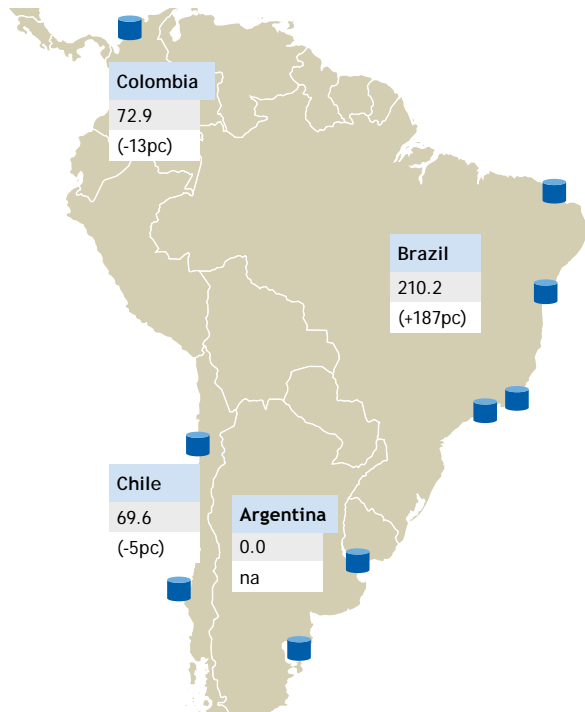 Colombia
72.9
(-13pc)
Brazil
210.2
(+187pc)
Chile
69.6
(-5pc)
Argentina
0.0
na